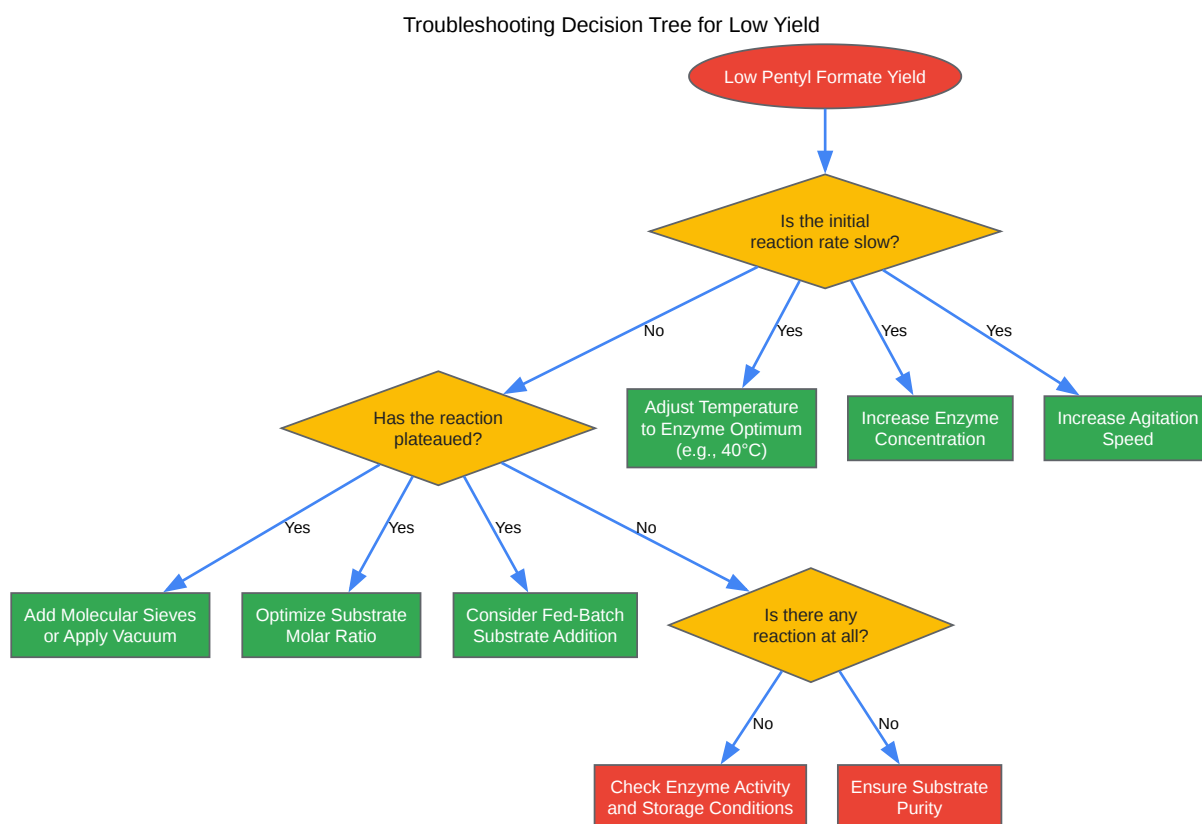 Troubleshooting Decision Tree for Low Yield
Low Pentyl Formate Yield
Is the initial
reaction rate slow?
No
Yes
Yes
Yes
Has the reaction
plateaued?
Adjust Temperature
to Enzyme Optimum
(e.g., 40°C)
Increase Enzyme
Concentration
Increase Agitation
Speed
Yes
Yes
Yes
No
Add Molecular Sieves
or Apply Vacuum
Optimize Substrate
Molar Ratio
Consider Fed-Batch
Substrate Addition
Is there any
reaction at all?
No
No
Check Enzyme Activity
and Storage Conditions
Ensure Substrate
Purity